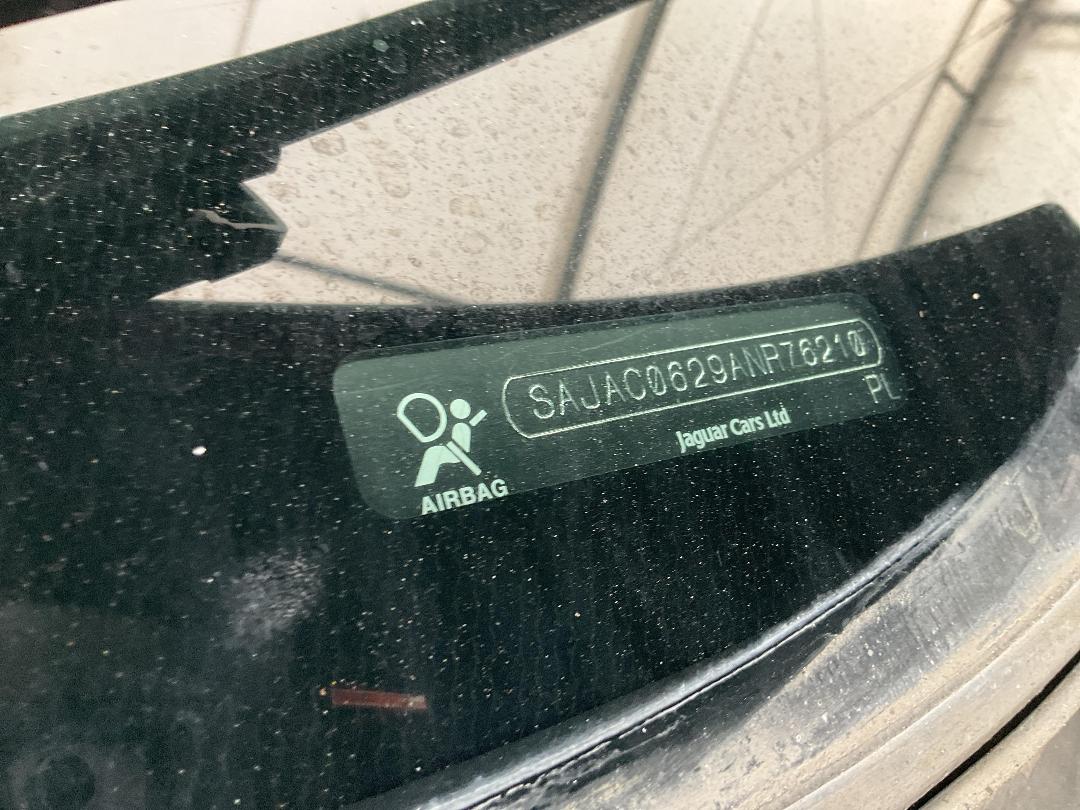 SAJAC0629ANR76210
PL
Jaguar Cars Ltd
AIRBAG